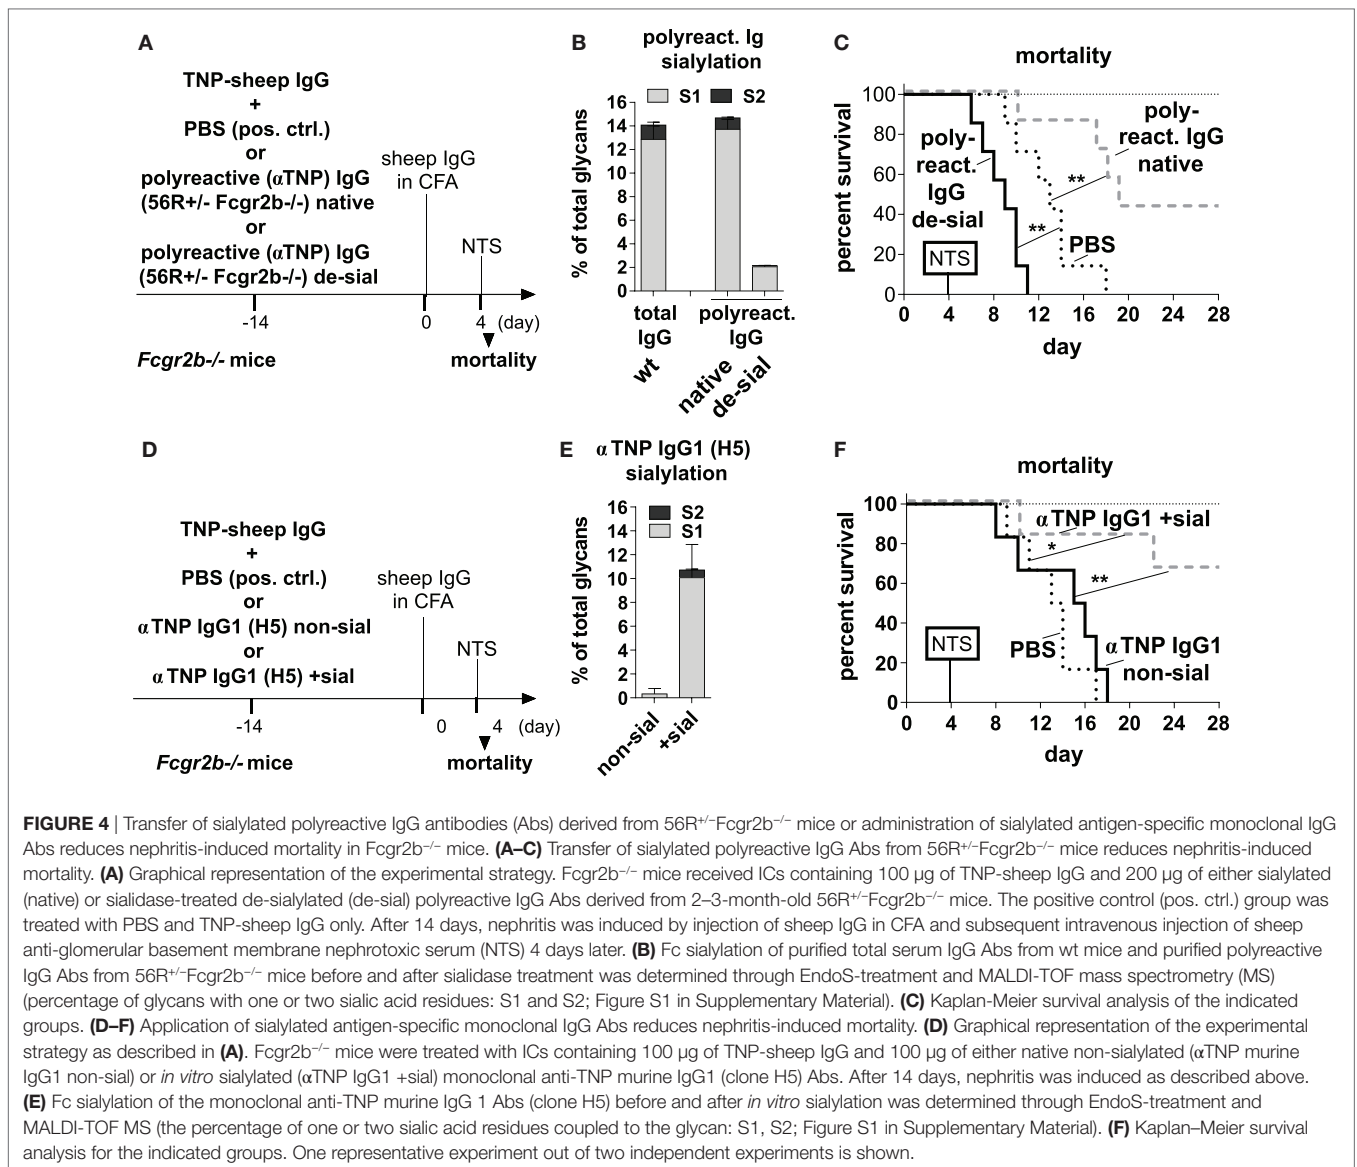 A
TNP-sheep IgG
+
PBS (pos. ctrl.)
or
polyreactive (αTNP) IgG
(56R+/- Fcgr2b-/-) native
or
polyreactive (αTNP) IgG
(56R+/- Fcgr2b-/-) de-sial
sheep IgG
in CFA
NTS
-14
0
4 (day)
Fcgr2b-/- mice
mortality
B
polyreact. Ig
sialylation
S1 S2
% of total glycans
16
14
12
10
8
6
4
2
0
total
IgG
polyreact.
IgG
wt
native
de-sial
C
mortality
percent survival
100
80
60
40
20
0
poly-
react.
IgG
de-sial
poly-
react. IgG
native
**
**
PBS
NTS
0 4 8 12 16 20 24 28
day
D
TNP-sheep IgG
+
PBS (pos. ctrl.)
or
αTNP IgG1 (H5) non-sial
or
αTNP IgG1 (H5) +sial
sheep IgG
in CFA
NTS
-14
0 4 (day)
Fcgr2b-/- mice
mortality
E
αTNP IgG1 (H5)
sialylation
S2
S1
% of total glycans
16
14
12
10
8
6
4
2
0
non-sial
+sial
F
mortality
percent survival
100
80
60
40
20
0
αTNP IgG1 +sial
*
**
NTS
PBS
αTNP IgG1
non-sial
0 4 8 12 16 20 24 28
day
FIGURE 4 | Transfer of sialylated polyreactive IgG antibodies (Abs) derived from 56R+/−Fcgr2b−/− mice or administration of sialylated antigen-specific monoclonal IgG
Abs reduces nephritis-induced mortality in Fcgr2b−/− mice. (A–C) Transfer of sialylated polyreactive IgG Abs from 56R+/−Fcgr2b−/− mice reduces nephritis-induced
mortality. (A) Graphical representation of the experimental strategy. Fcgr2b−/− mice received ICs containing 100 µg of TNP-sheep IgG and 200 µg of either sialylated
(native) or sialidase-treated de-sialylated (de-sial) polyreactive IgG Abs derived from 2–3-month-old 56R+/−Fcgr2b−/− mice. The positive control (pos. ctrl.) group was
treated with PBS and TNP-sheep IgG only. After 14 days, nephritis was induced by injection of sheep IgG in CFA and subsequent intravenous injection of sheep
anti-glomerular basement membrane nephrotoxic serum (NTS) 4 days later. (B) Fc sialylation of purified total serum IgG Abs from wt mice and purified polyreactive
IgG Abs from 56R+/−Fcgr2b−/− mice before and after sialidase treatment was determined through EndoS-treatment and MALDI-TOF mass spectrometry (MS)
(percentage of glycans with one or two sialic acid residues: S1 and S2; Figure S1 in Supplementary Material). (C) Kaplan-Meier survival analysis of the indicated
groups. (D–F) Application of sialylated antigen-specific monoclonal IgG Abs reduces nephritis-induced mortality. (D) Graphical representation of the experimental
strategy as described in (A). Fcgr2b−/− mice were treated with ICs containing 100 µg of TNP-sheep IgG and 100 µg of either native non-sialylated (αTNP murine
IgG1 non-sial) or in vitro sialylated (αTNP IgG1 +sial) monoclonal anti-TNP murine IgG1 (clone H5) Abs. After 14 days, nephritis was induced as described above.
(E) Fc sialylation of the monoclonal anti-TNP murine IgG 1 Abs (clone H5) before and after in vitro sialylation was determined through EndoS-treatment and
MALDI-TOF MS (the percentage of one or two sialic acid residues coupled to the glycan: S1, S2; Figure S1 in Supplementary Material). (F) Kaplan–Meier survival
analysis for the indicated groups. One representative experiment out of two independent experiments is shown.